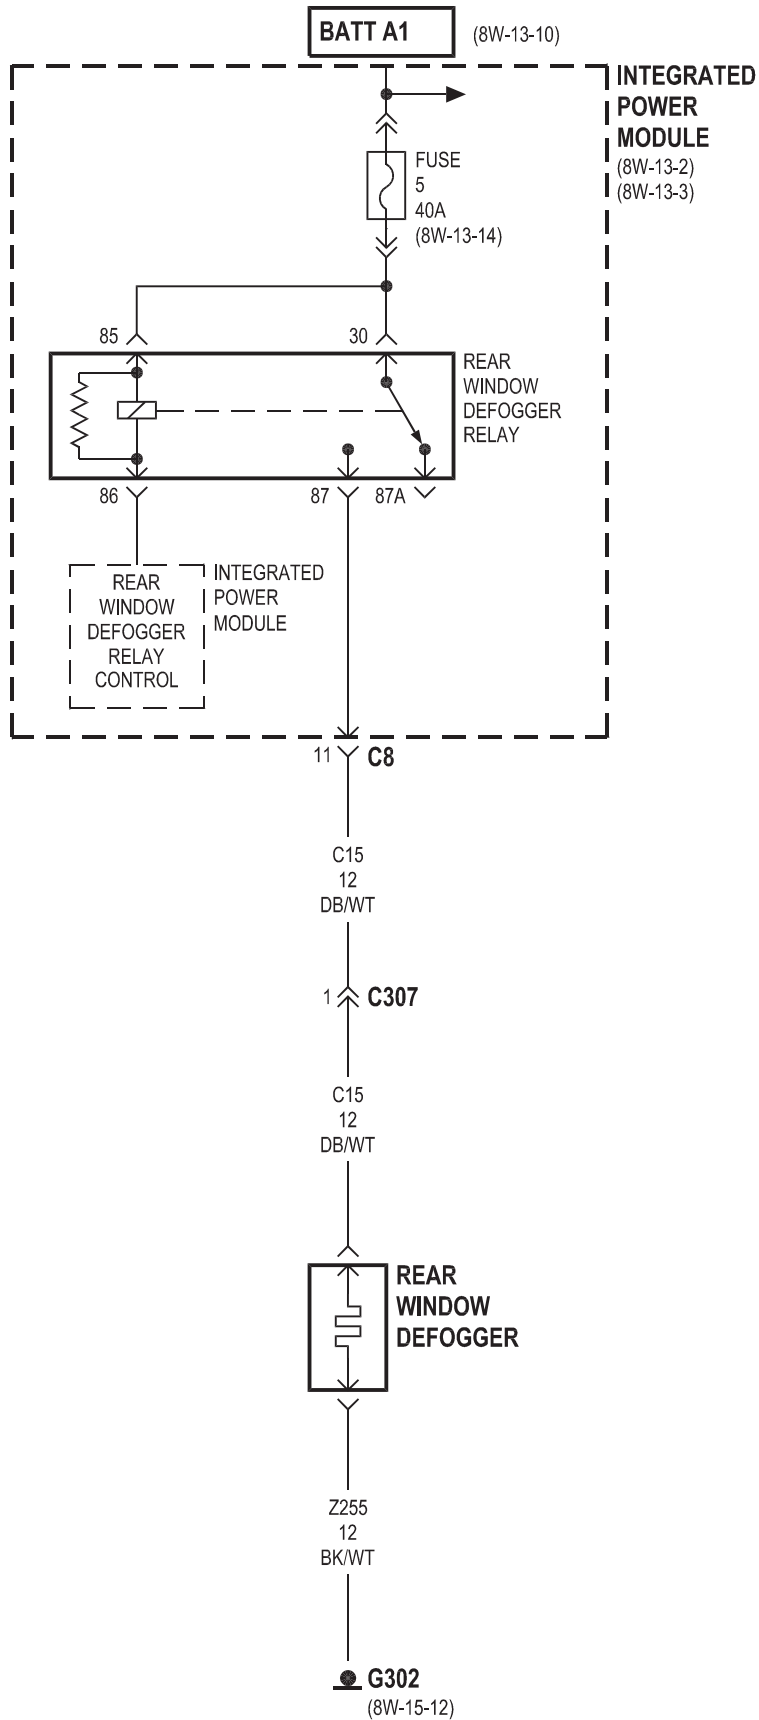 BATT A1
(8W-13-10)
INTEGRATED
POWER
MODULE
(8W-13-2)
(8W-13-3)
FUSE
5
40A
(8W-13-14)
85
30
REAR
WINDOW
DEFOGGER
RELAY
86
87
87A
REAR
WINDOW
DEFOGGER
RELAY
CONTROL
INTEGRATED
POWER
MODULE
11
C8
C15
12
DB/WT
1
C307
C15
12
DB/WT
REAR
WINDOW
DEFOGGER
Z255
12
BK/WT
G302
(8W-15-12)